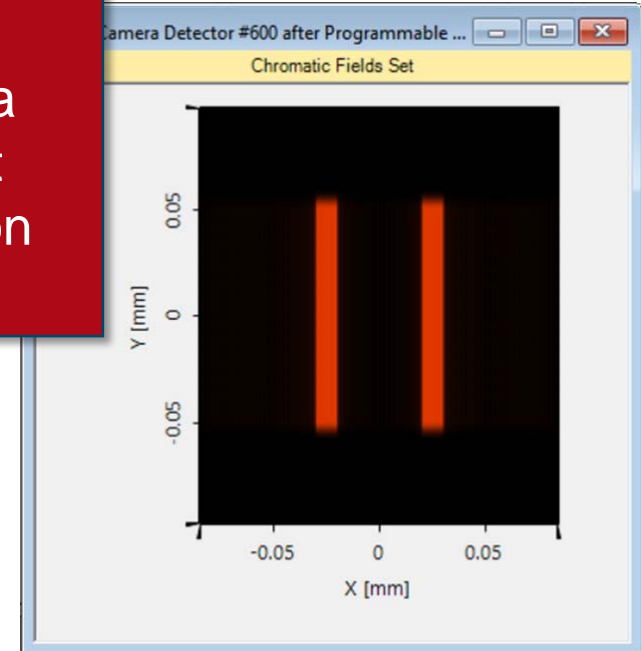 Camera Detector #600 after Programmable ...
Chromatic Fields Set
a
on
Y [mm]
0.05
0
-0.05
-0.05
0
0.05
X [mm]